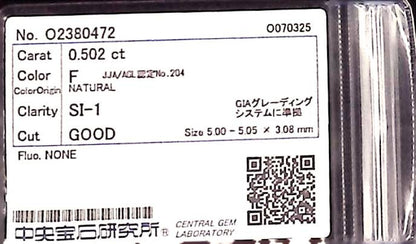 No. O2380472 O070325
Carat 0.502 ct
Color F JJA/AGL認定No.204
ColorOrigin NATURAL
Clarity SI-1 GIAグレーディング
システムに準拠
Cut GOOD Size 5.00 - 5.05 × 3.08 mm
Fluo. NONE
中央宝石研究所® CENTRAL GEM
LABORATORY